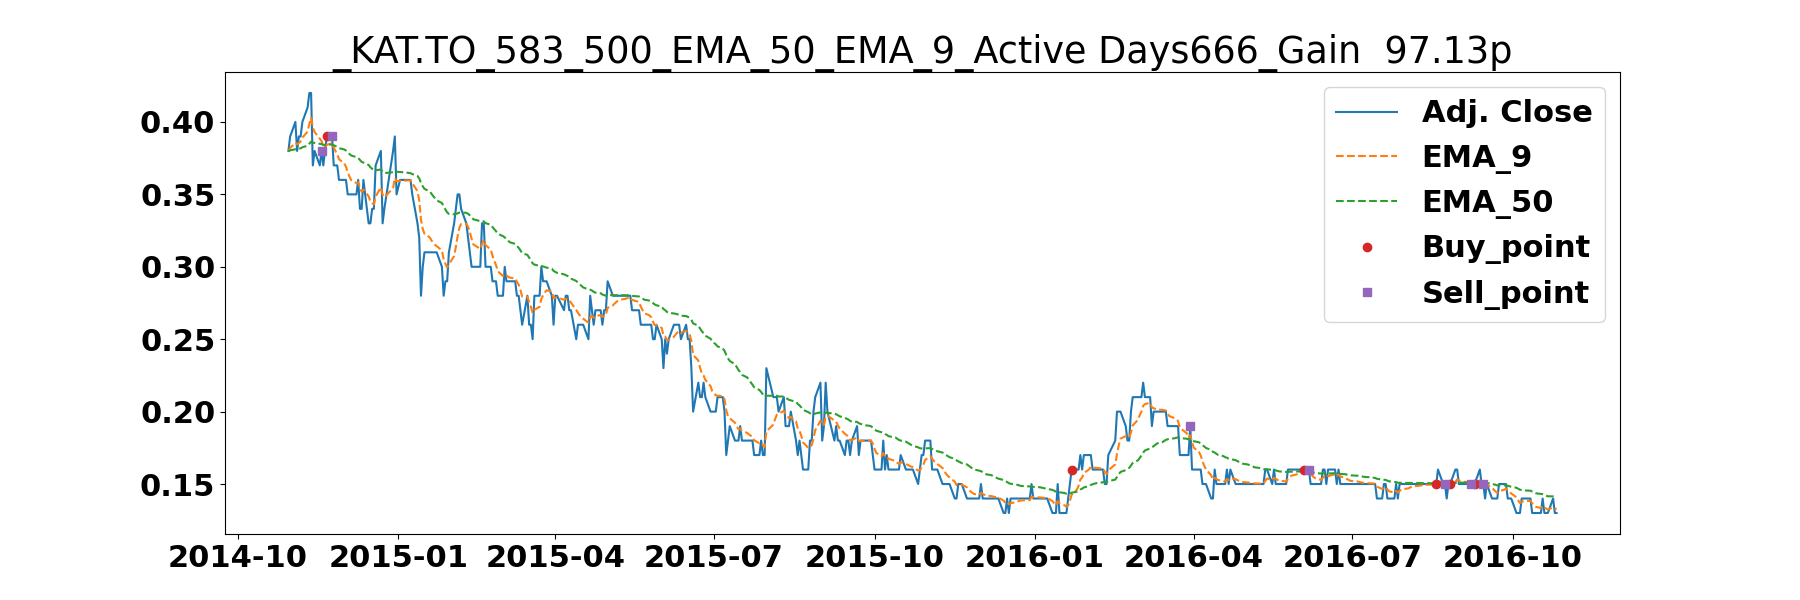 _KAT.TO_583_500_EMA_50_EMA_9_Active Days666_Gain  97.13p
Adj. Close
EMA_9
EMA_50
Buy_point
Sell_point
0.40
0.35
0.30
0.25
0.20
0.15
2014-10 2015-01 2015-04 2015-07 2015-10 2016-01 2016-04 2016-07 2016-10